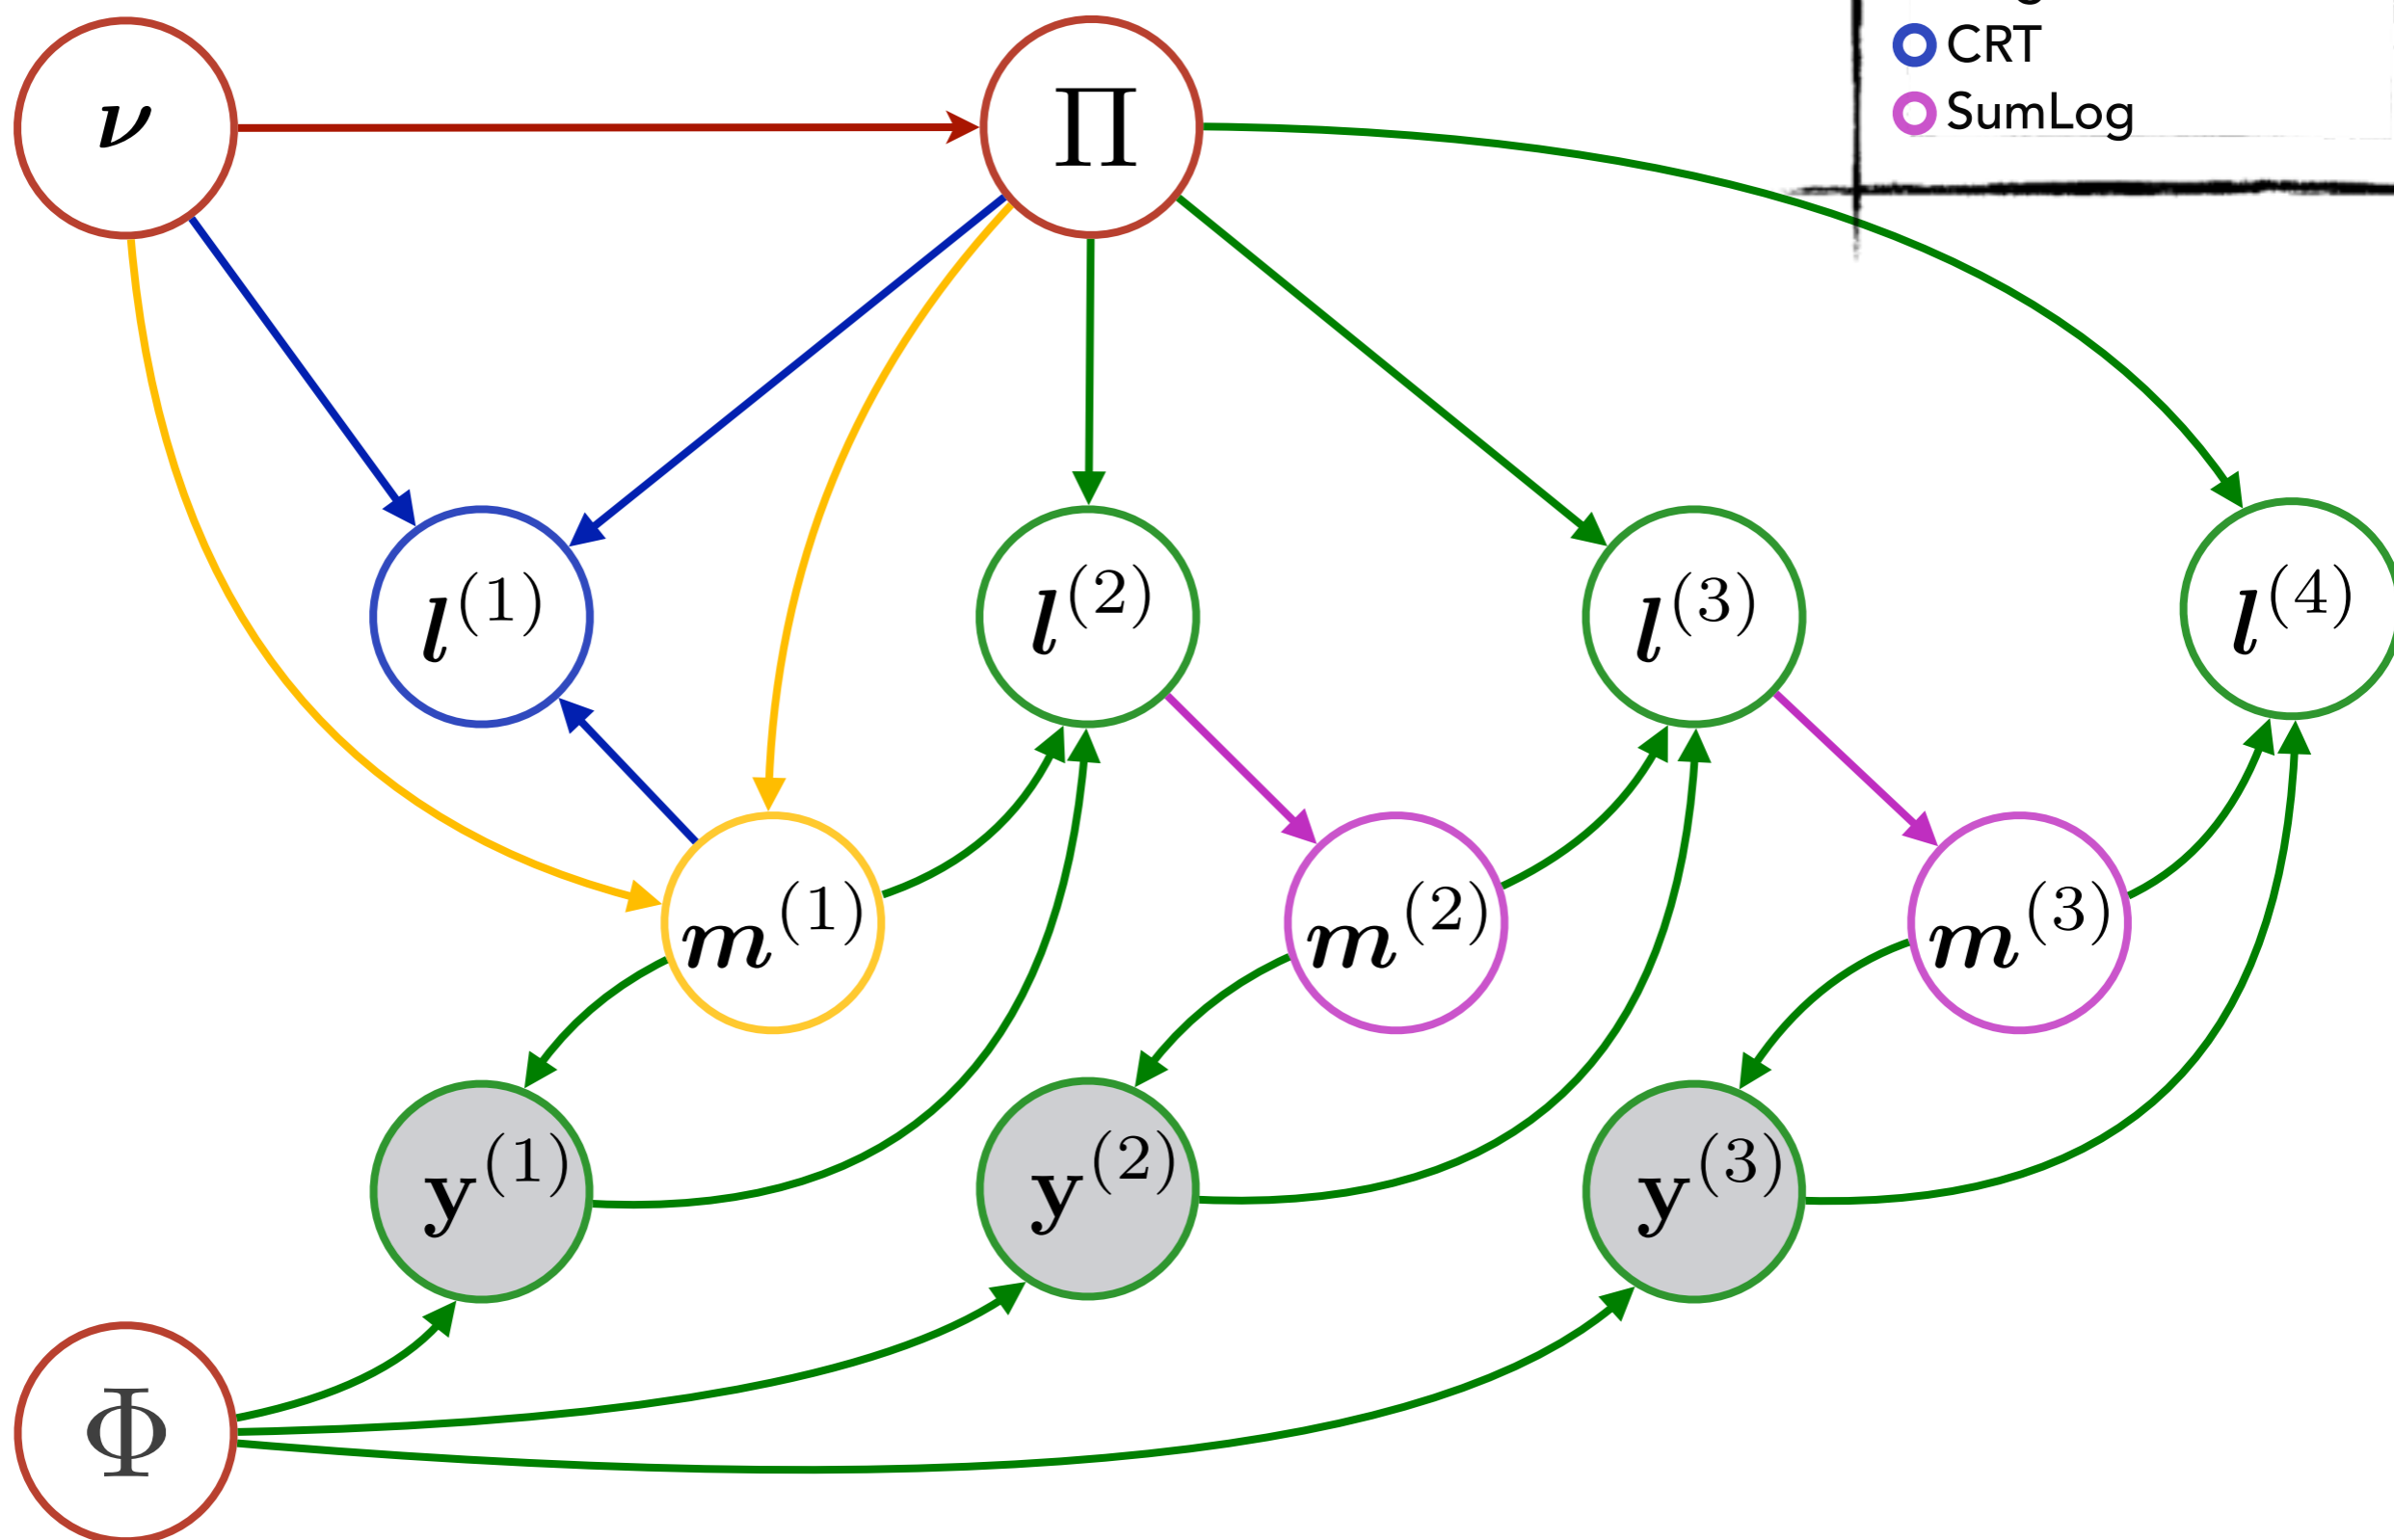 CRT
SumLog
ν
Π
l(1)
l(2)
l(3)
l(4)
m(1)
m(2)
m(3)
y(1)
y(2)
y(3)
Φ